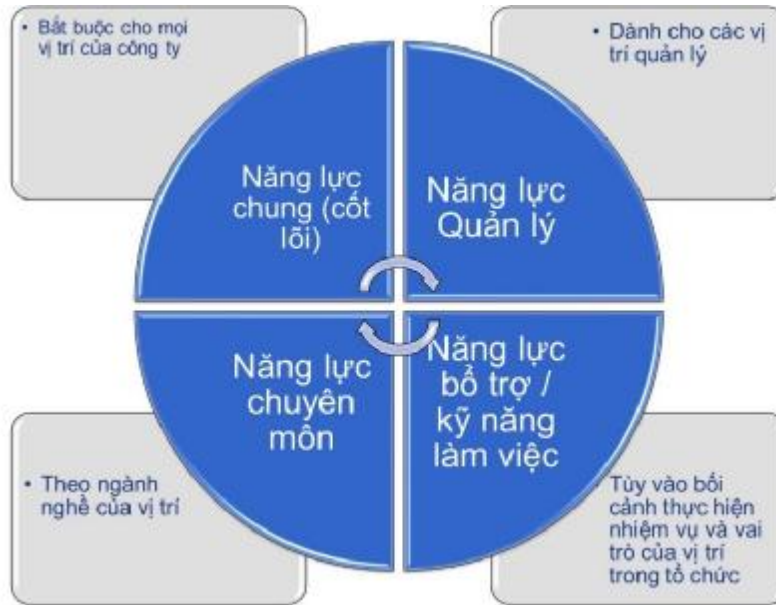 • Bắt buộc cho mọi
vị trí của công ty
• Dành cho các vị
trí quản lý
Năng lực
chung (cốt
lõi)
Năng lực
Quản lý
Năng lực
chuyên
môn
Năng lực
bổ trợ /
kỹ năng
làm việc
• Theo ngành
nghề của vị trí
• Tùy vào bối
cảnh thực hiện
nhiệm vụ và vai
trò của vị trí
trong tổ chức